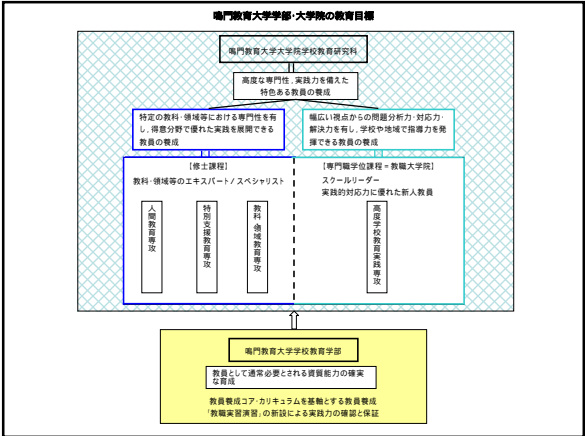 鳴門教育大学学部・大学院の教育目標
鳴門教育大学大学院学校教育研究科
高度な専門性，実践力を備えた
特色ある教員の養成
特定の教科・領域等における専門性を有
し，得意分野で優れた実践を展開できる
教員の養成
幅広い視点からの問題分析力・対応力・
解決力を有し，学校や地域で指導力を発
揮できる教員の養成
【修士課程】
教科・領域等のエキスパート／スペシャリスト
人間教育専攻
特別支援教育専攻
教科・領域教育専攻
【専門職学位課程＝教職大学院】
スクールリーダー
実践的対応力に優れた新人教員
高度学校教育実践専攻
鳴門教育大学学校教育学部
教員として通常必要とされる資質能力の確実
な育成
教員養成コア・カリキュラムを基軸とする教員養成
「教職実習演習」の新設による実践力の確認と保証